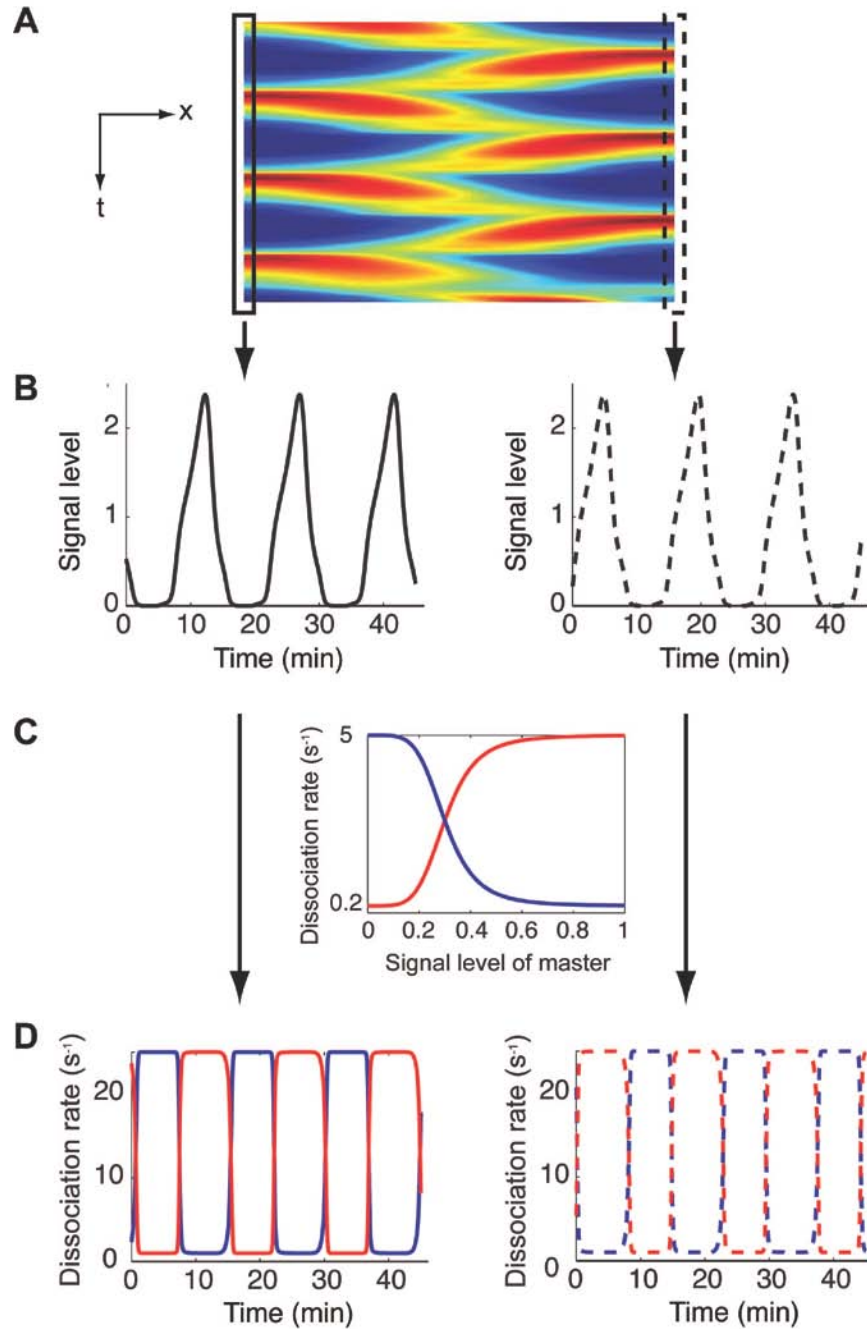 A
x
t
B
Signal level
2
1
0
0 10 20 30 40
Time (min)
Signal level
2
1
0
0 10 20 30 40
Time (min)
C
Dissociation rate (s⁻¹)
5
0.2
0 0.2 0.4 0.6 0.8 1
Signal level of master
D
Dissociation rate (s⁻¹)
20
10
0
0 10 20 30 40
Time (min)
Dissociation rate (s⁻¹)
20
10
0
0 10 20 30 40
Time (min)